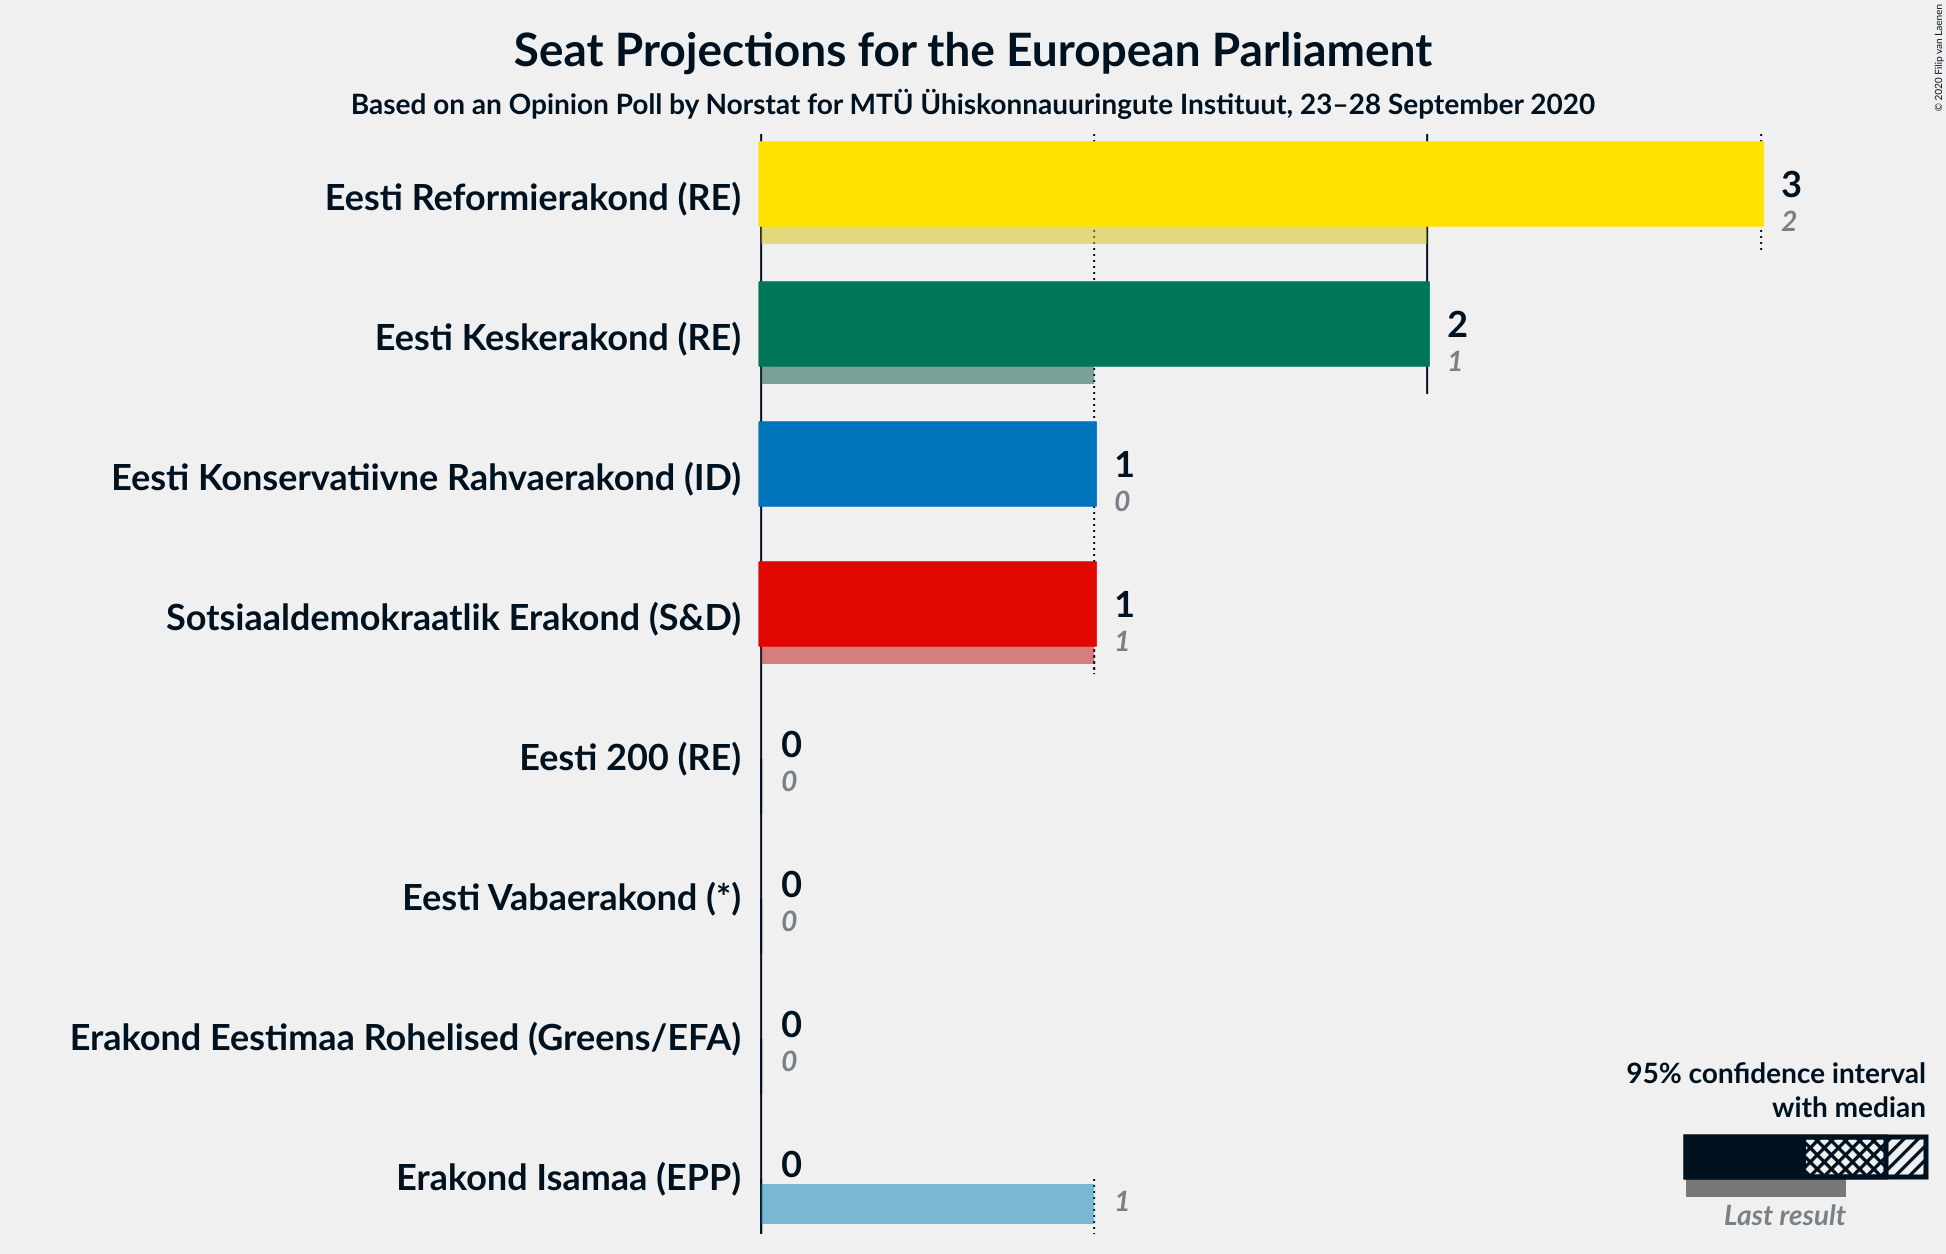 Seat Projections for the European Parliament
Based on an Opinion Poll by Norstat for MTÜ Ühiskonnauuringute Instituut, 23–28 September 2020
© 2020 Filip van Laenen
Eesti Reformierakond (RE)
3
2
Eesti Keskerakond (RE)
2
1
Eesti Konservatiivne Rahvaerakond (ID)
1
0
Sotsiaaldemokraatlik Erakond (S&D)
1
1
Eesti 200 (RE)
0
0
Eesti Vabaerakond (*)
0
0
Erakond Eestimaa Rohelised (Greens/EFA)
0
0
Erakond Isamaa (EPP)
0
1
95% confidence interval
with median
Last result